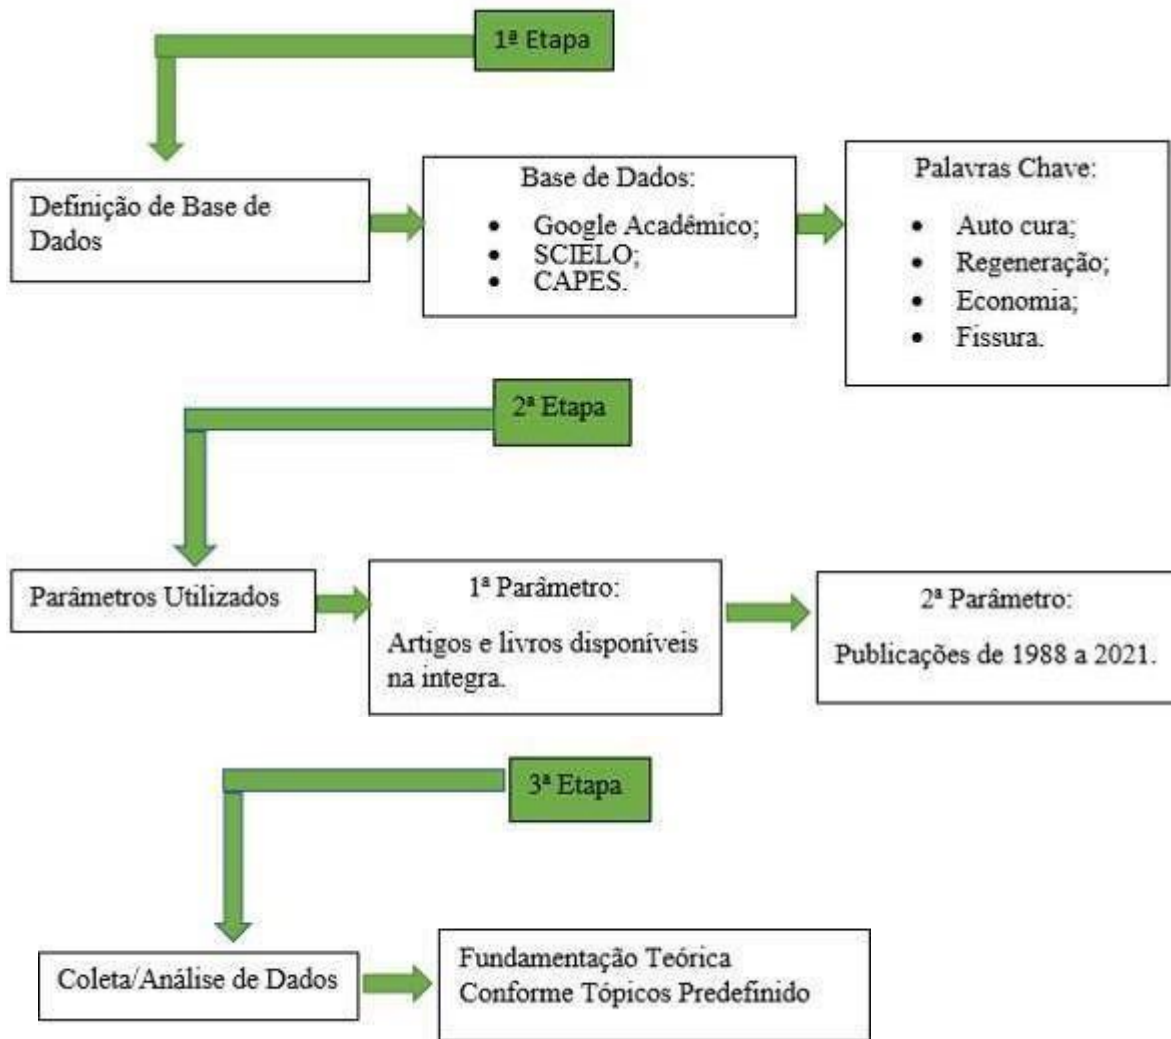 1ª Etapa
Definição de Base de
Dados
Base de Dados:
• Google Acadêmico;
• SCIELO;
• CAPES.
Palavras Chave:
• Auto cura;
• Regeneração;
• Economia;
• Fissura.
2ª Etapa
Parâmetros Utilizados
1ª Parâmetro:
Artigos e livros disponíveis
na integra.
2ª Parâmetro:
Publicações de 1988 a 2021.
3ª Etapa
Coleta/Análise de Dados
Fundamentação Teórica
Conforme Tópicos Predefinido